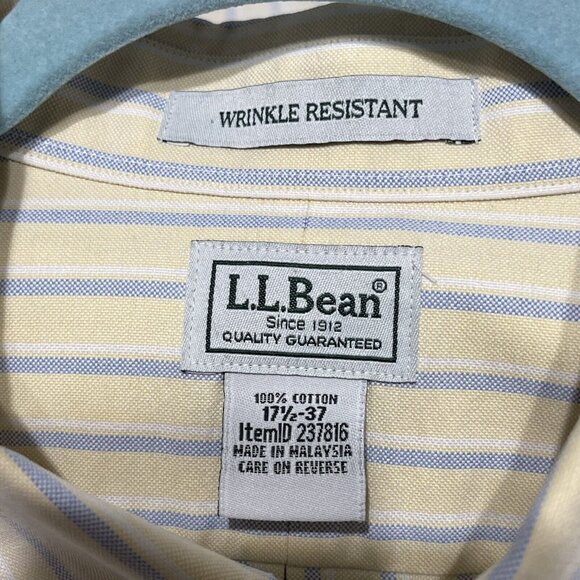 WRINKLE RESISTANT
L.L.Bean®
Since 1912
QUALITY GUARANTEED
100% COTTON
17½-37
ItemID 237816
MADE IN MALAYSIA
CARE ON REVERSE